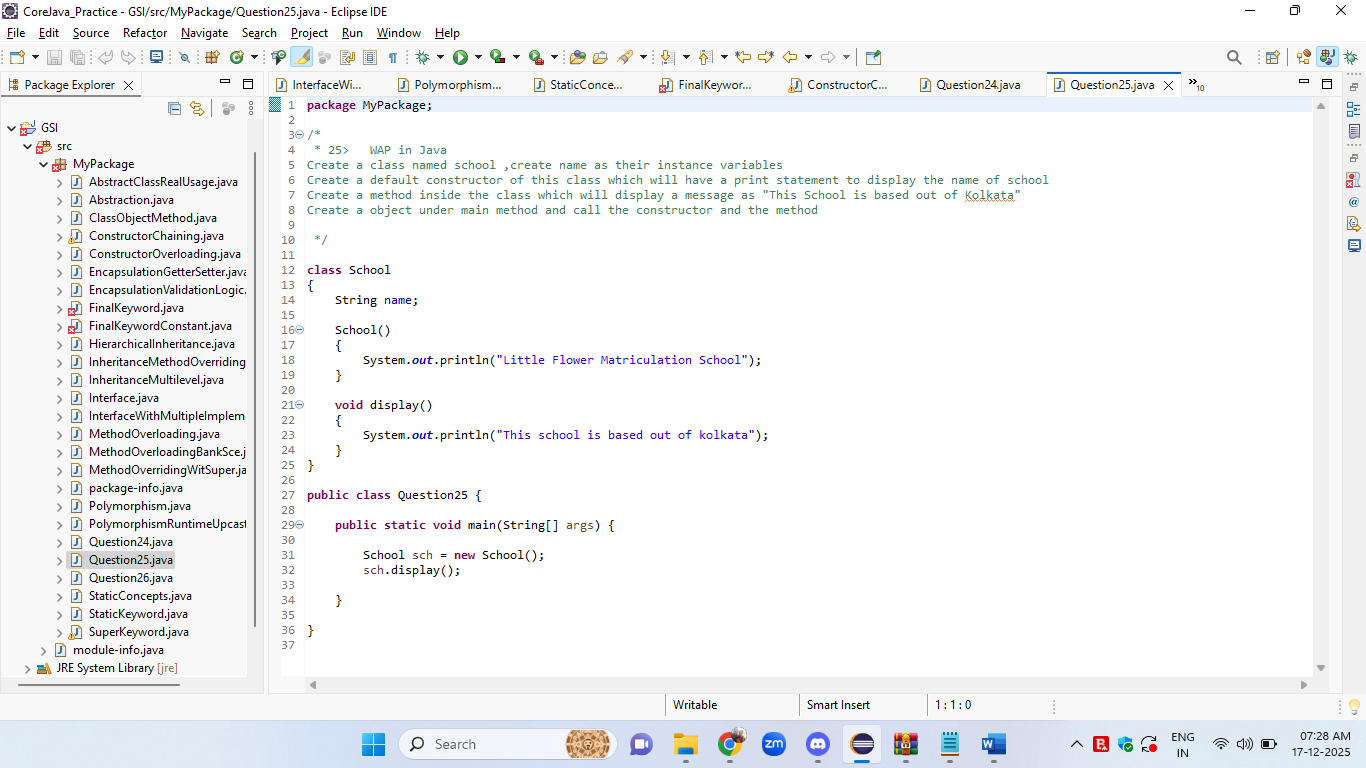 CoreJava_Practice - GSI/src/MyPackage/Question25.java - Eclipse IDE
File Edit Source Refactor Navigate Search Project Run Window Help
Package Explorer
InterfaceWi... Polymorphism... StaticConce... FinalKeywor... ConstructorC... Question24.java Question25.java »10
GSI
src
MyPackage
AbstractClassRealUsage.java
Abstraction.java
ClassObjectMethod.java
ConstructorChaining.java
ConstructorOverloading.java
EncapsulationGetterSetter.java
EncapsulationValidationLogic.
FinalKeyword.java
FinalKeywordConstant.java
HierarchicalInheritance.java
InheritanceMethodOverriding
InheritanceMultilevel.java
Interface.java
InterfaceWithMultipleImplem
MethodOverloading.java
MethodOverloadingBankSce.j
MethodOverridingWitSuper.ja
package-info.java
Polymorphism.java
PolymorphismRuntimeUpcast
Question24.java
Question25.java
Question26.java
StaticConcepts.java
StaticKeyword.java
SuperKeyword.java
module-info.java
JRE System Library [jre]
1 package MyPackage;
2
3 /*
4 * 25> WAP in Java
5 Create a class named school ,create name as their instance variables
6 Create a default constructor of this class which will have a print statement to display the name of school
7 Create a method inside the class which will display a message as "This School is based out of Kolkata"
8 Create a object under main method and call the constructor and the method
9
10 */
11
12 class School
13 {
14 String name;
15
16 School()
17 {
18 System.out.println("Little Flower Matriculation School");
19 }
20
21 void display()
22 {
23 System.out.println("This school is based out of kolkata");
24 }
25 }
26
27 public class Question25 {
28
29 public static void main(String[] args) {
30
31 School sch = new School();
32 sch.display();
33
34 }
35
36 }
37
Writable Smart Insert 1 : 1 : 0
Search
zm
ENG
IN
07:28 AM
17-12-2025